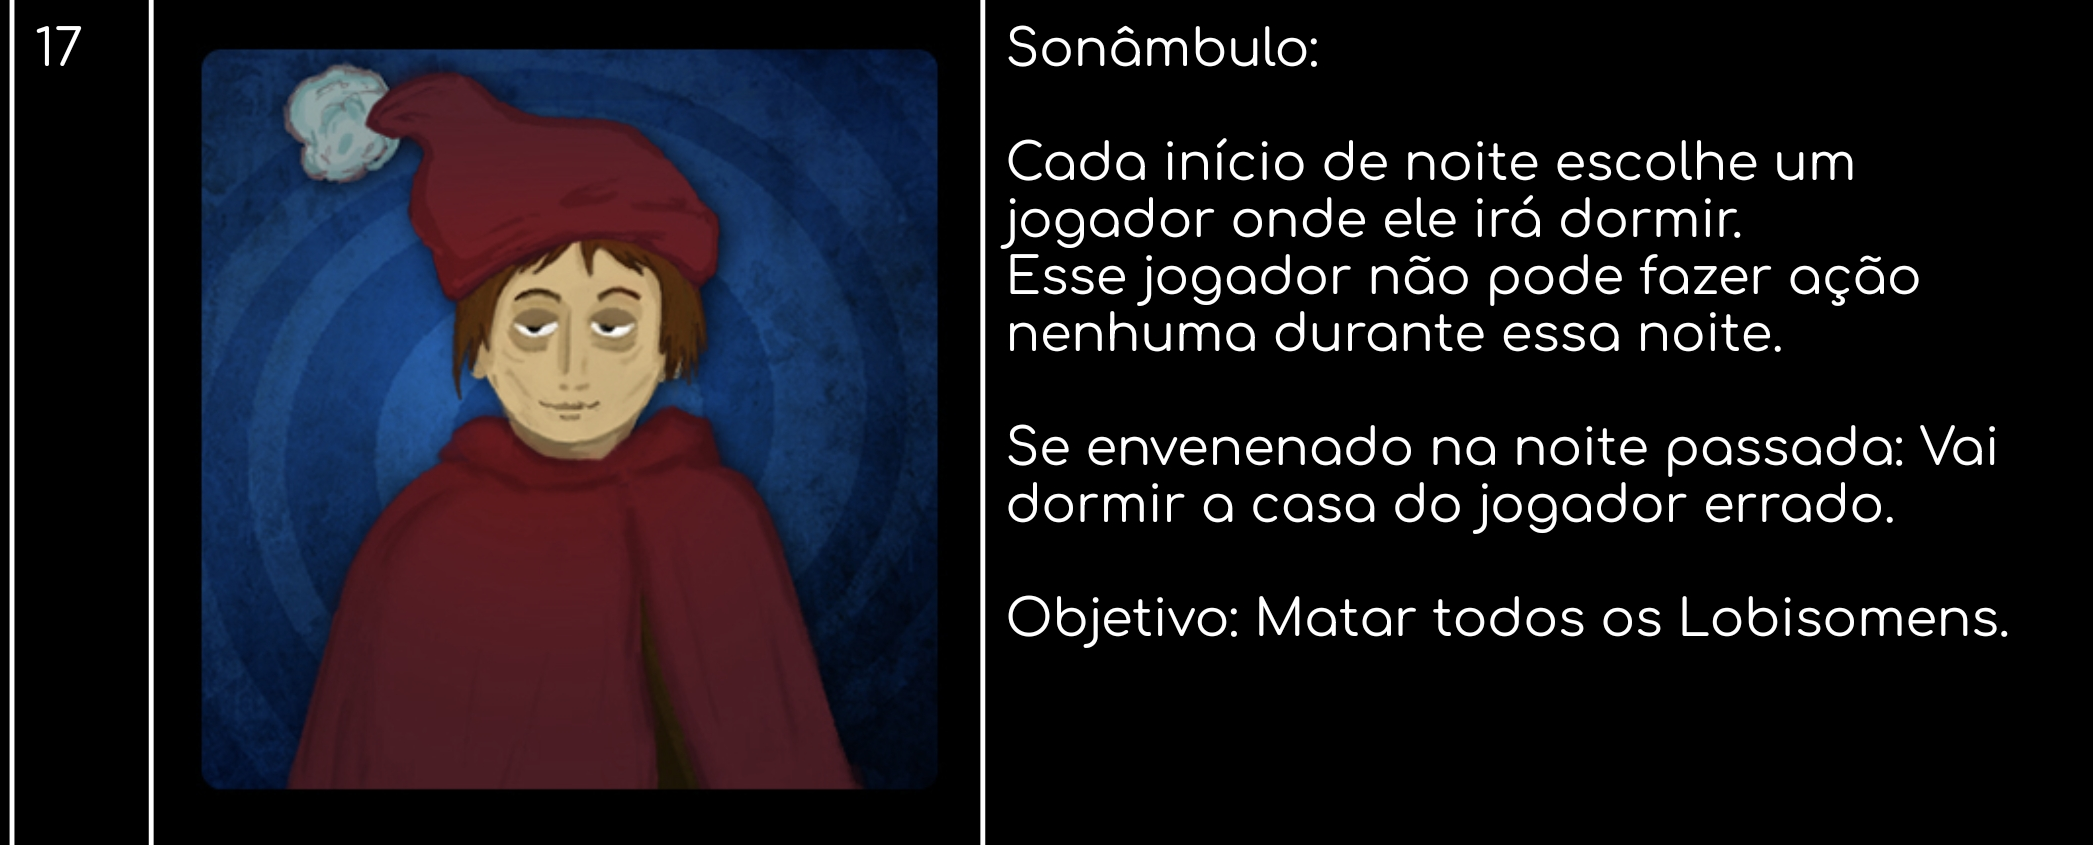 17
Sonâmbulo:
Cada início de noite escolhe um
jogador onde ele irá dormir.
Esse jogador não pode fazer ação
nenhuma durante essa noite.
Se envenenado na noite passada: Vai
dormir a casa do jogador errado.
Objetivo: Matar todos os Lobisomens.